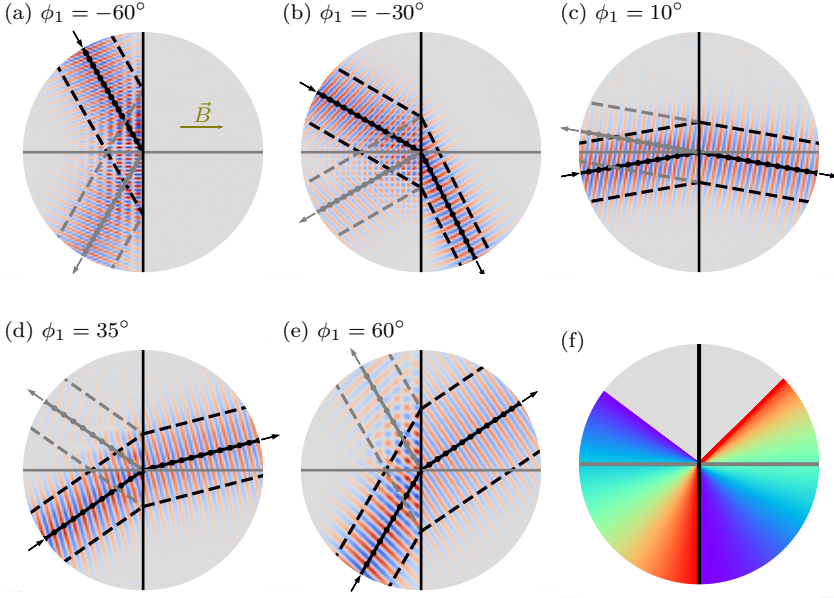 (a) ϕ₁ = −60°
(b) ϕ₁ = −30°
(c) ϕ₁ = 10°
B⃗
(d) ϕ₁ = 35°
(e) ϕ₁ = 60°
(f)